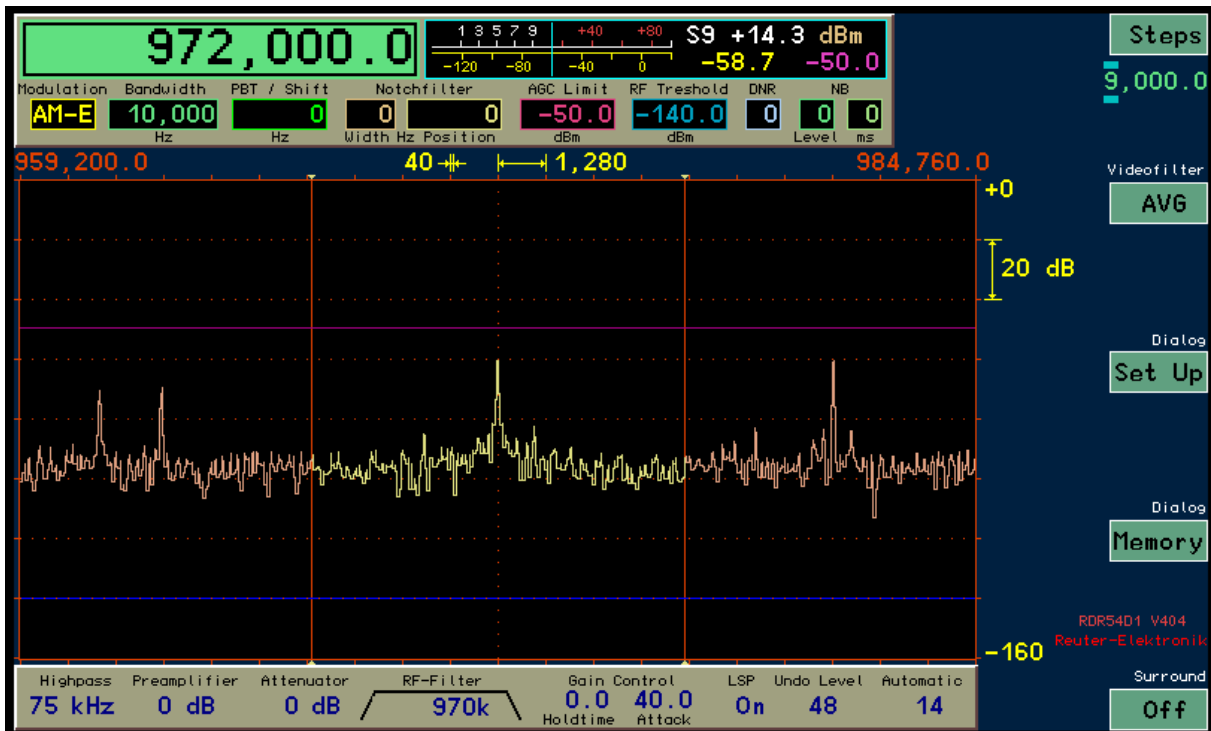 972,000.0
1 3 5 7 9 +40 +80
-120 -80 -40 0
S9 +14.3 dBm
-58.7 -50.0
Modulation Bandwidth PBT / Shift Notchfilter AGC Limit RF Treshold DNR NB
AM-E 10,000 0 0 0 -50.0 -140.0 0 0 0
Hz Hz Width Hz Position dBm dBm Level ms
Steps
9,000.0
959,200.0 40 1,280 984,760.0
+0
20 dB
-160
Videofilter
AVG
Dialog
Set Up
Dialog
Memory
RDR54D1 V404
Reuter-Elektronik
Surround
Off
Highpass Preamplifier Attenuator RF-Filter Gain Control LSP Undo Level Automatic
75 kHz 0 dB 0 dB 970k 0.0 40.0 On 48 14
Holdtime Attack